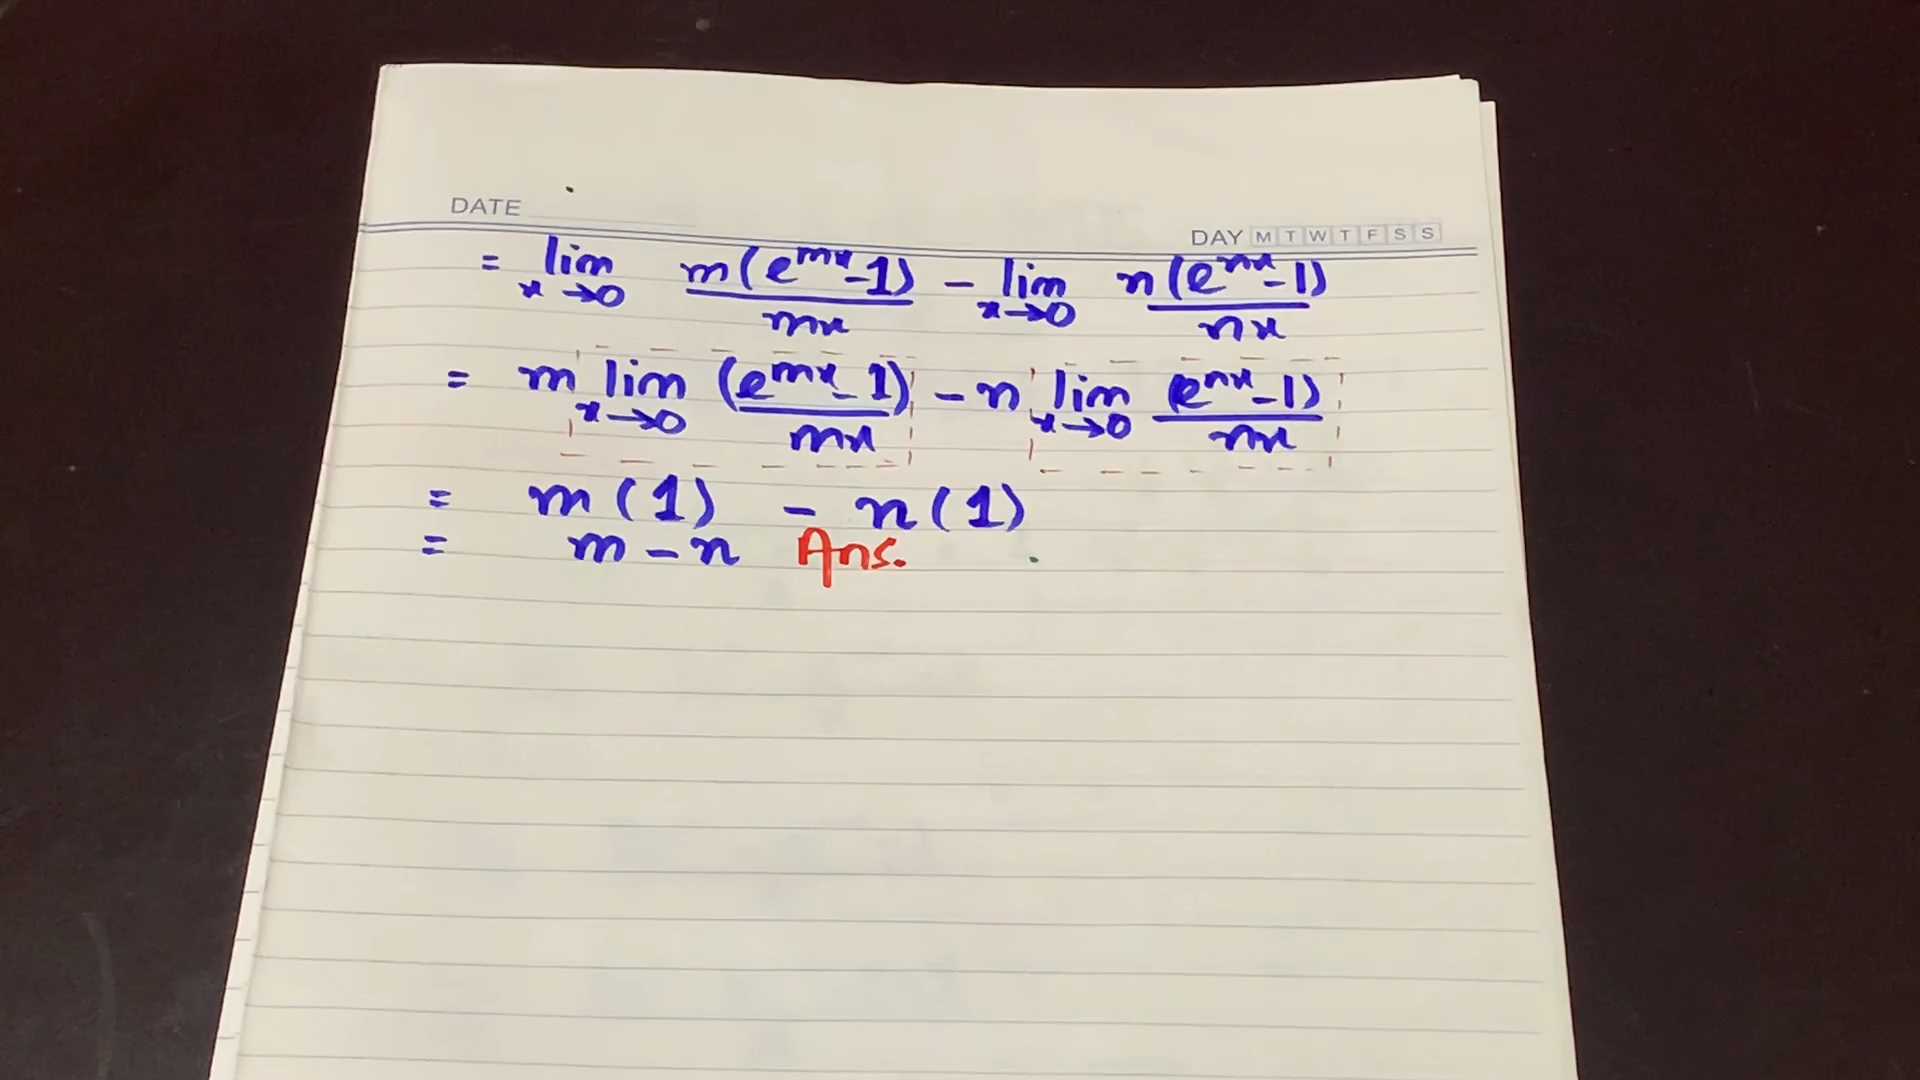 DATE
DAY M T W T F S S
= lim x→0 m(e^mx-1)/mx - lim x→0 n(e^nx-1)/nx
= m lim x→0 (e^mx-1)/mx - n lim x→0 (e^nx-1)/nx
= m(1) - n(1)
= m-n Ans.